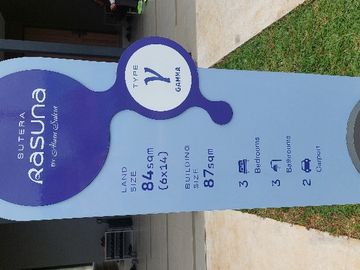 SUTERA
Rasuna
BY Alam Sutera
TYPE
γ
GAMMA
LAND
SIZE
84sqm
(6x14)
BUILDING
SIZE
87sqm
3 Bedrooms
3 Bathrooms
2 Carport